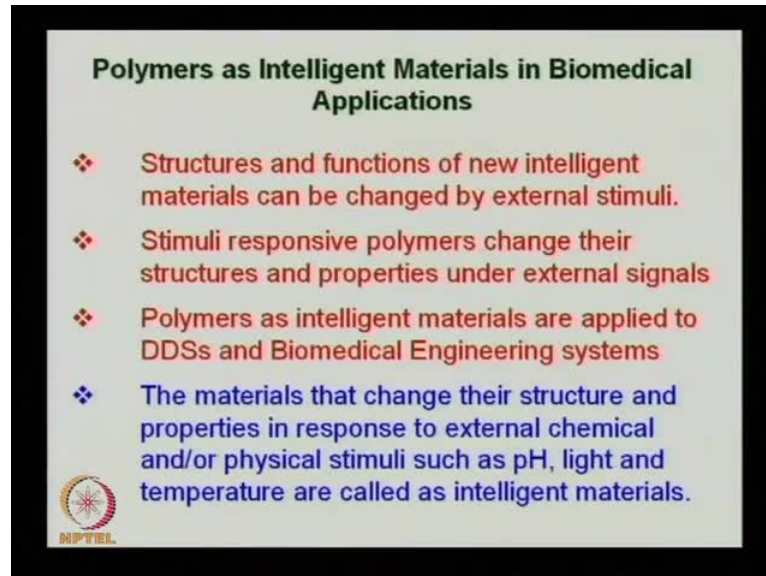 Polymers as Intelligent Materials in Biomedical
Applications
❖ Structures and functions of new intelligent
materials can be changed by external stimuli.
❖ Stimuli responsive polymers change their
structures and properties under external signals
❖ Polymers as intelligent materials are applied to
DDSs and Biomedical Engineering systems
❖ The materials that change their structure and
properties in response to external chemical
and/or physical stimuli such as pH, light and
temperature are called as intelligent materials.
NPTEL